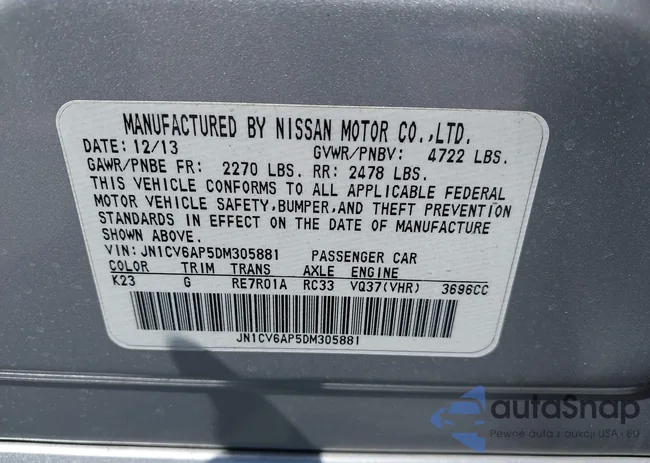 MANUFACTURED BY NISSAN MOTOR CO.,LTD.
DATE: 12/13 GVWR/PNBV: 4722 LBS.
GAWR/PNBE FR: 2270 LBS. RR: 2478 LBS.
THIS VEHICLE CONFORMS TO ALL APPLICABLE FEDERAL
MOTOR VEHICLE SAFETY,BUMPER,AND THEFT PREVENTION
STANDARDS IN EFFECT ON THE DATE OF MANUFACTURE
SHOWN ABOVE.
VIN: JN1CV6AP5DM305881 PASSENGER CAR
COLOR TRIM TRANS AXLE ENGINE
K23 G RE7R01A RC33 VQ37(VHR) 3696CC
JN1CV6AP5DM305881
autaSnap
Pewne auta z aukcji USA - EU